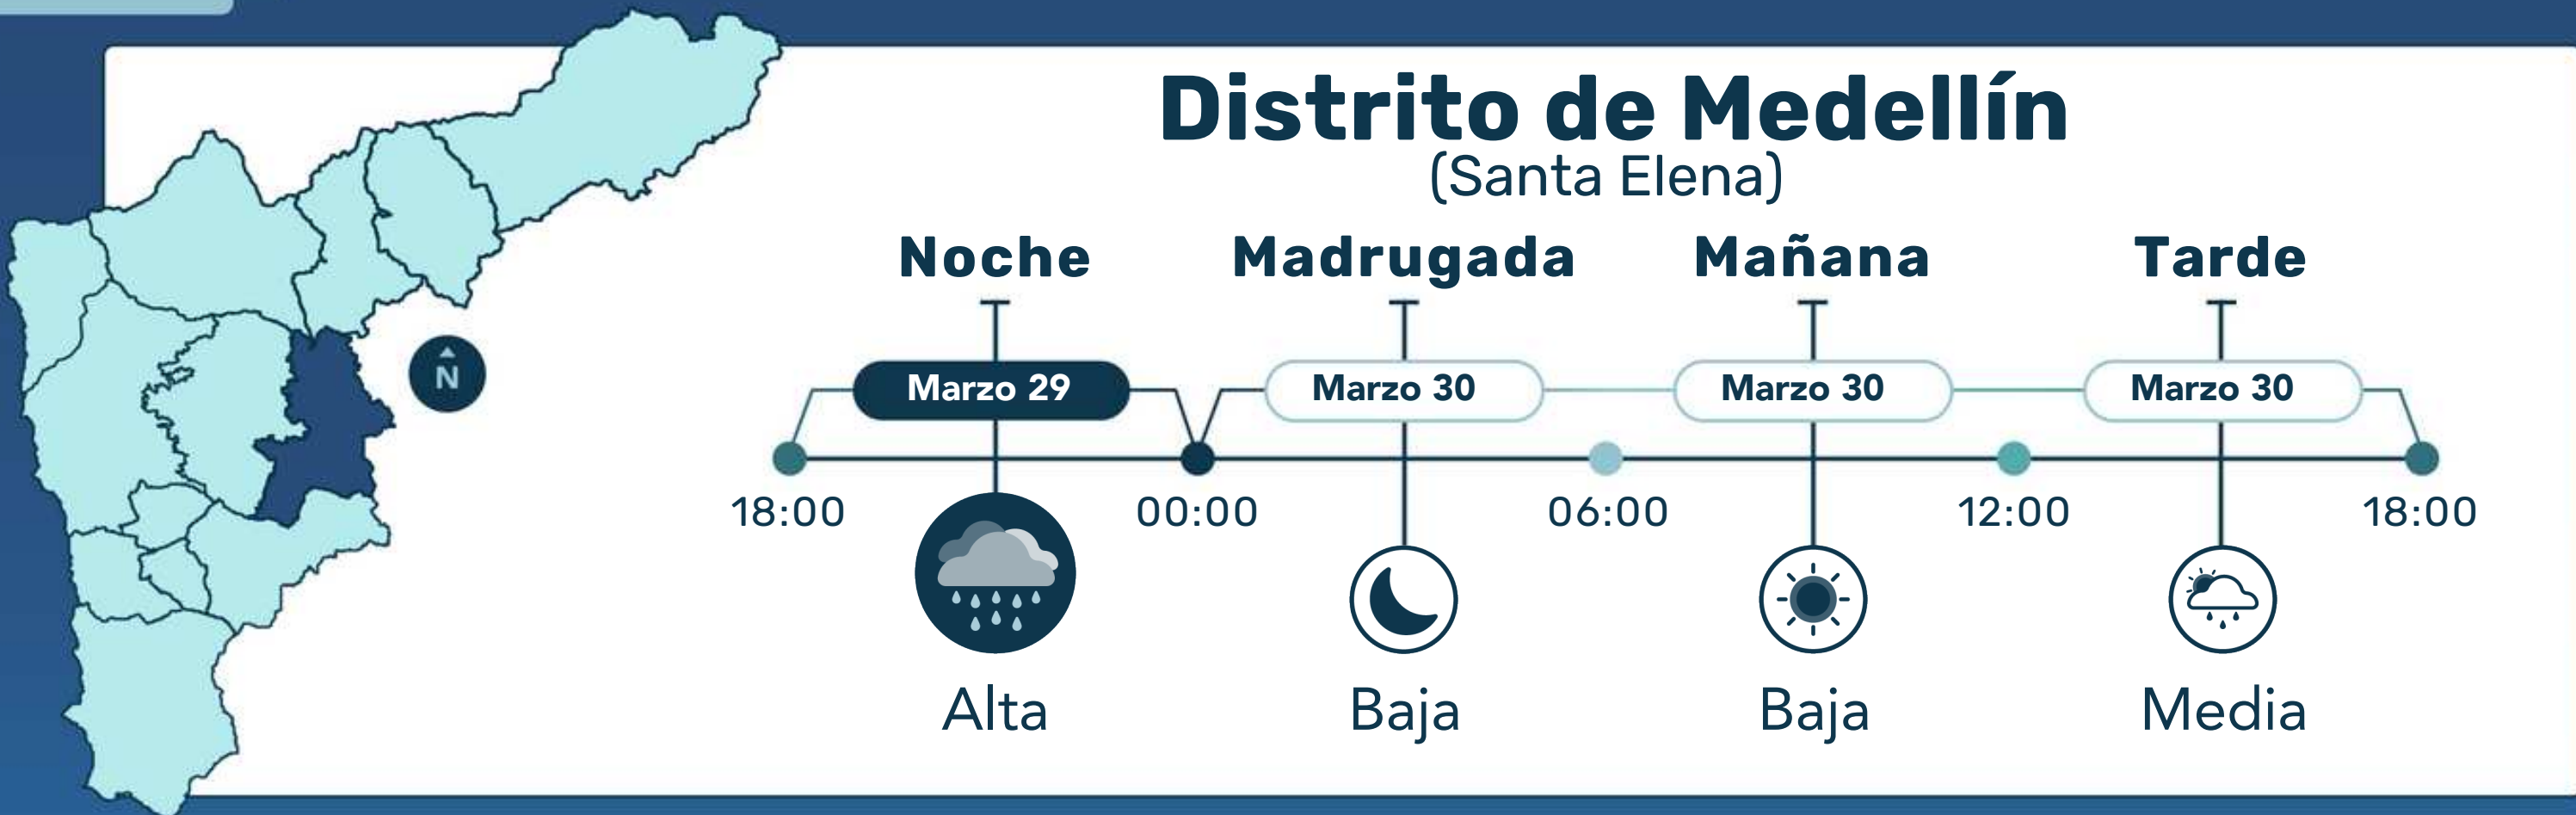 Distrito de Medellín
(Santa Elena)
Noche Madrugada Mañana Tarde
N
Marzo 29 Marzo 30 Marzo 30 Marzo 30
18:00 00:00 06:00 12:00 18:00
Alta Baja Baja Media